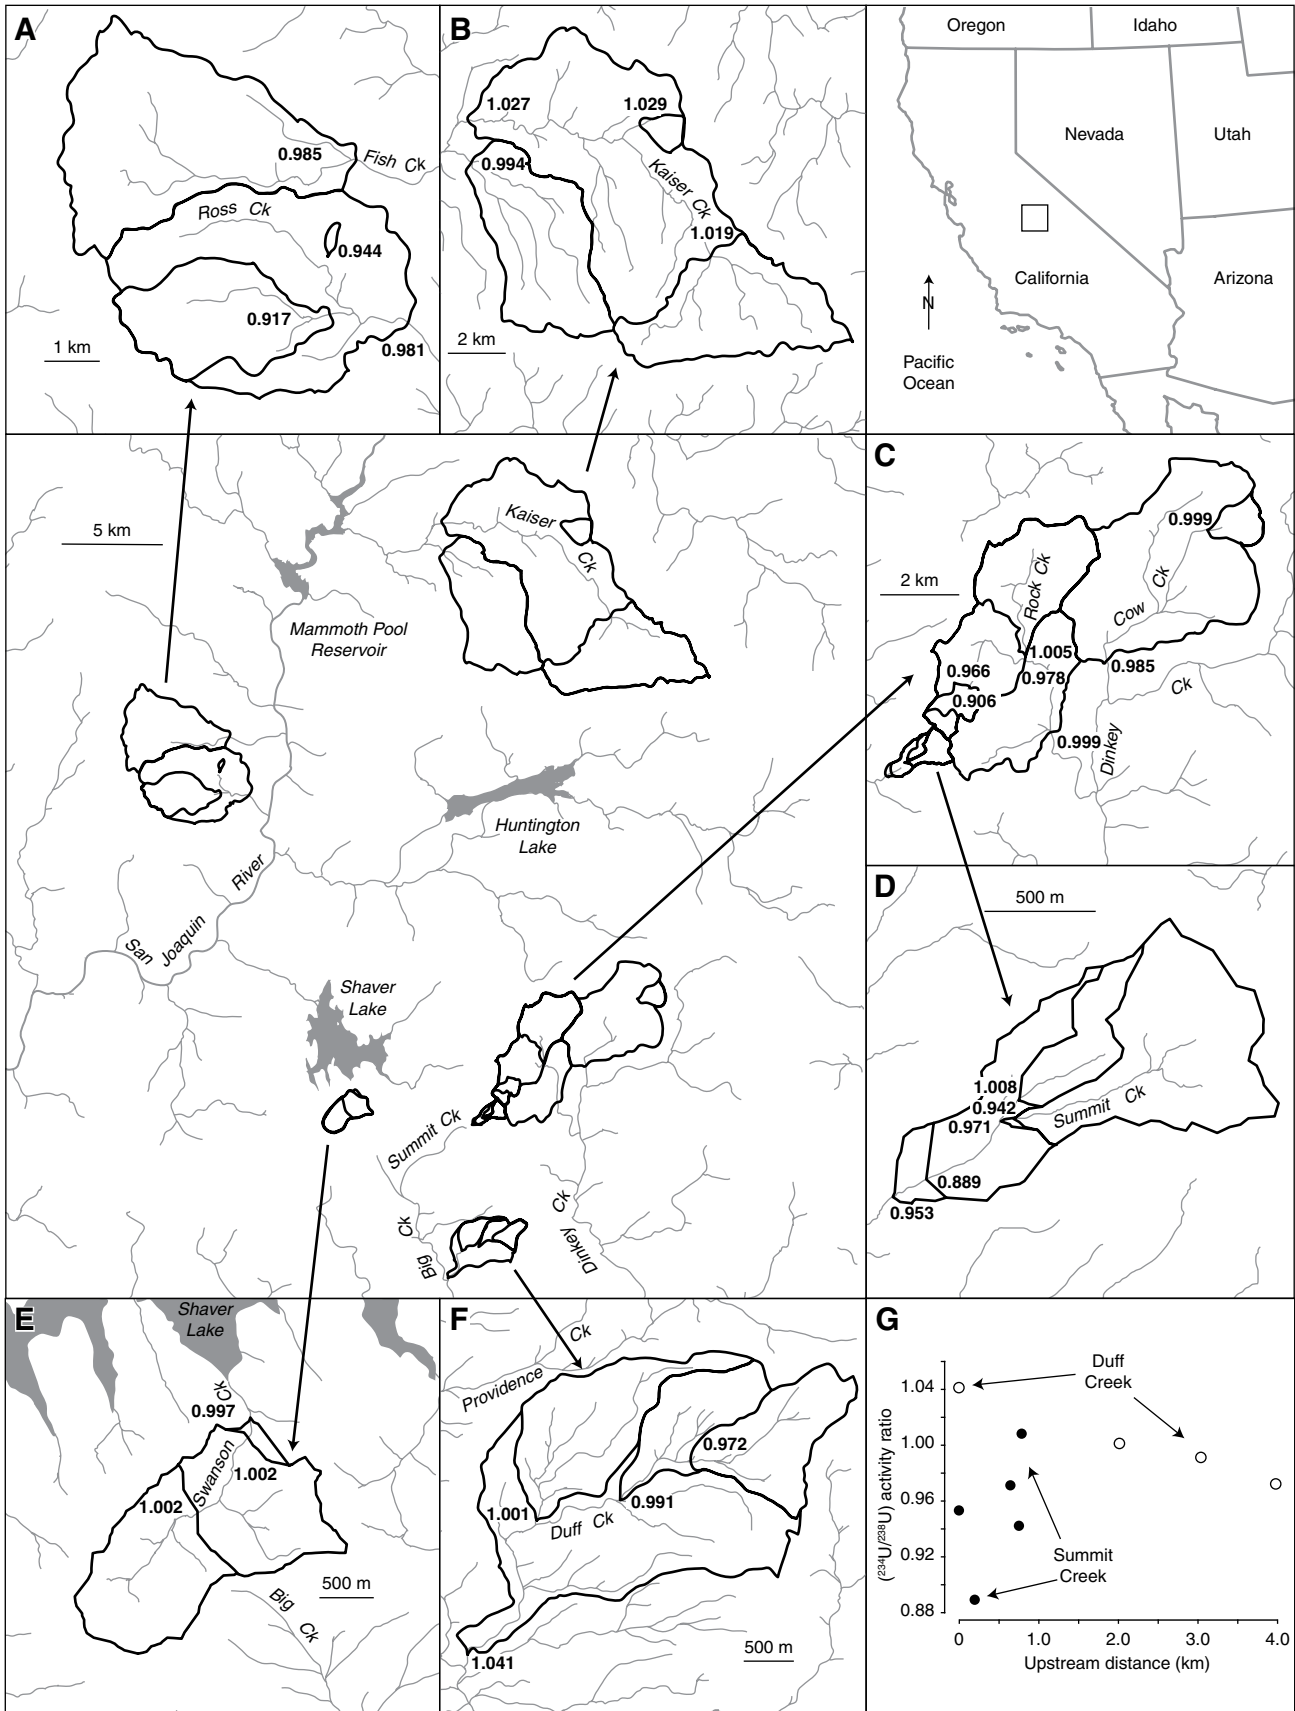 A
0.985
Fish Ck
Ross Ck
0.944
0.917
0.981
1 km
B
1.027
1.029
0.994
Kaiser Ck
1.019
2 km
Oregon
Idaho
Nevada
Utah
California
Arizona
N
Pacific
Ocean
5 km
Kaiser Ck
Mammoth Pool
Reservoir
Huntington
Lake
San Joaquin River
Shaver
Lake
Summit Ck
Big Ck
Dinkey Ck
C
0.999
2 km
Rock Ck
Cow Ck
1.005
0.966
0.978
0.985
0.906
Ck
0.999
Dinkey
D
500 m
1.008
0.942
0.971
Summit Ck
0.889
0.953
E
Shaver
Lake
Ck
0.997
Swanson
1.002
1.002
500 m
Big Ck
F
Ck
Providence
0.972
0.991
1.001
Duff Ck
500 m
1.041
G
Duff
Creek
1.04
1.00
0.96
0.92
0.88
(²³⁴U/²³⁸U) activity ratio
Summit
Creek
0 1.0 2.0 3.0 4.0
Upstream distance (km)